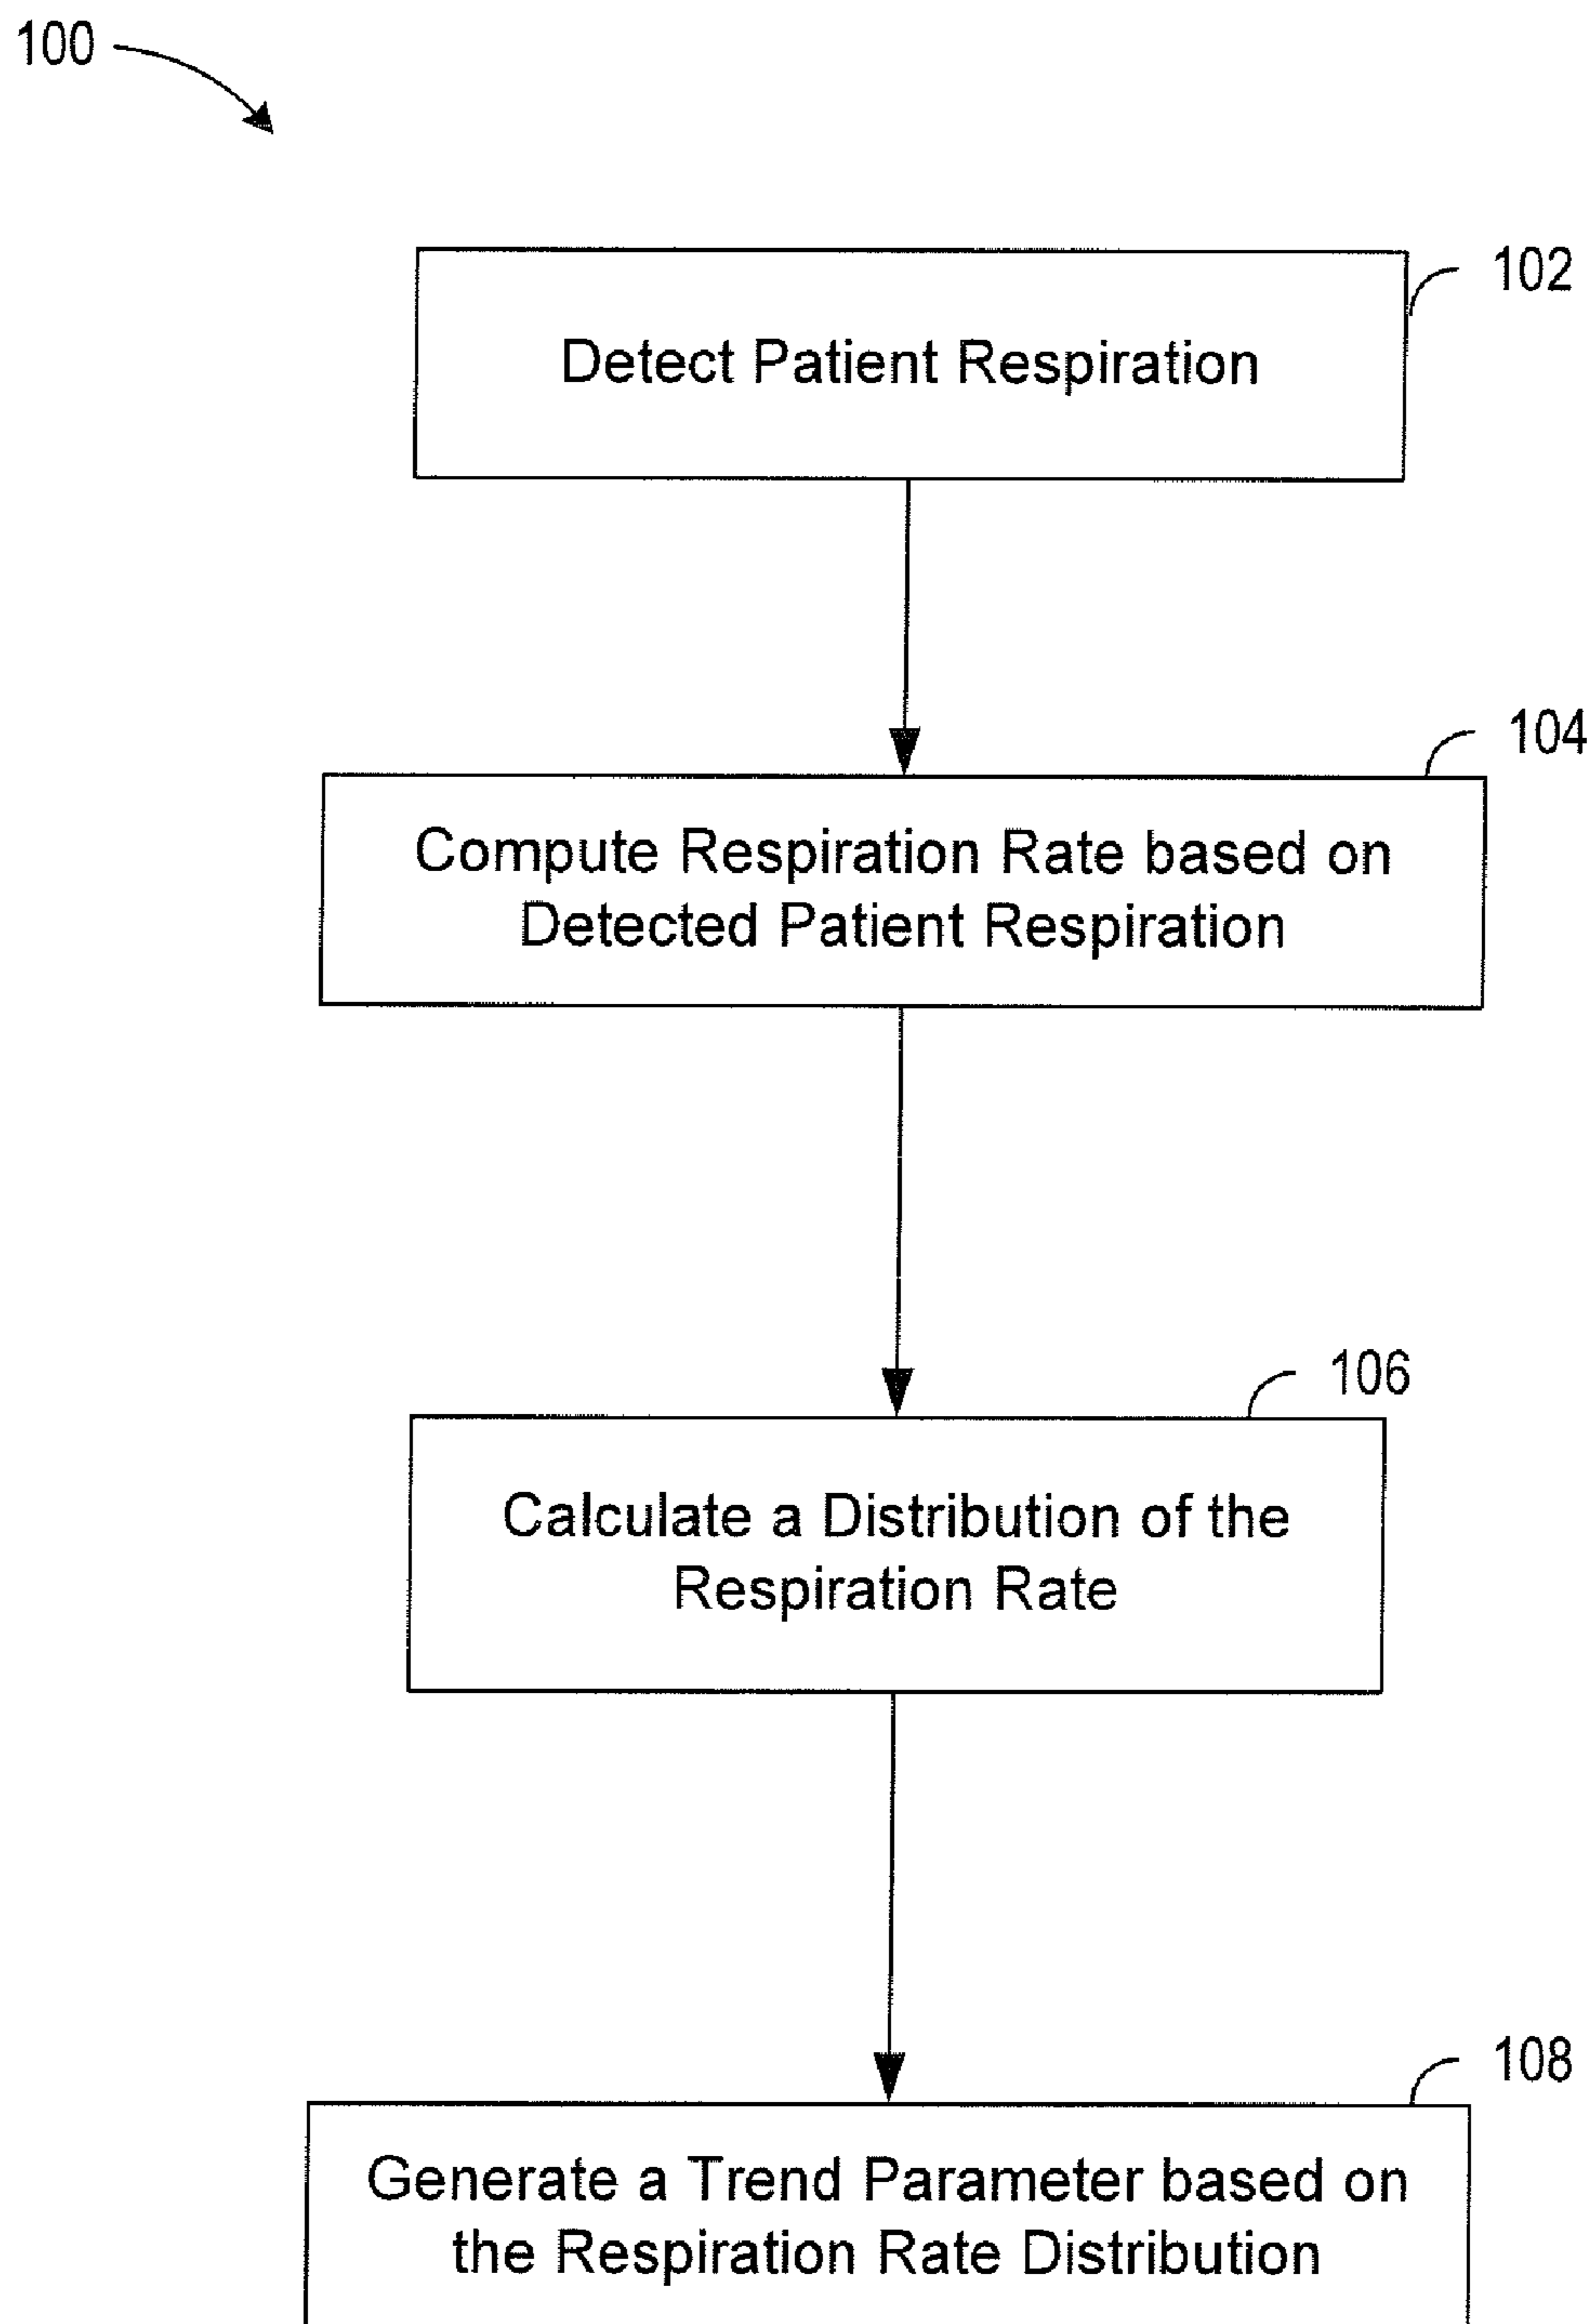 100
102
Detect Patient Respiration
104
Compute Respiration Rate based on
Detected Patient Respiration
106
Calculate a Distribution of the
Respiration Rate
108
Generate a Trend Parameter based on
the Respiration Rate Distribution